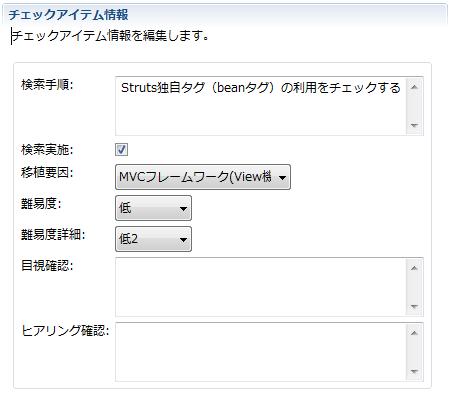 チェックアイテム情報
チェックアイテム情報を編集します。
検索手順:
Struts独自タグ（beanタグ）の利用をチェックする
検索実施:
移植要因:
MVCフレームワーク(View機
難易度:
低
難易度詳細:
低2
目視確認:
ヒアリング確認: